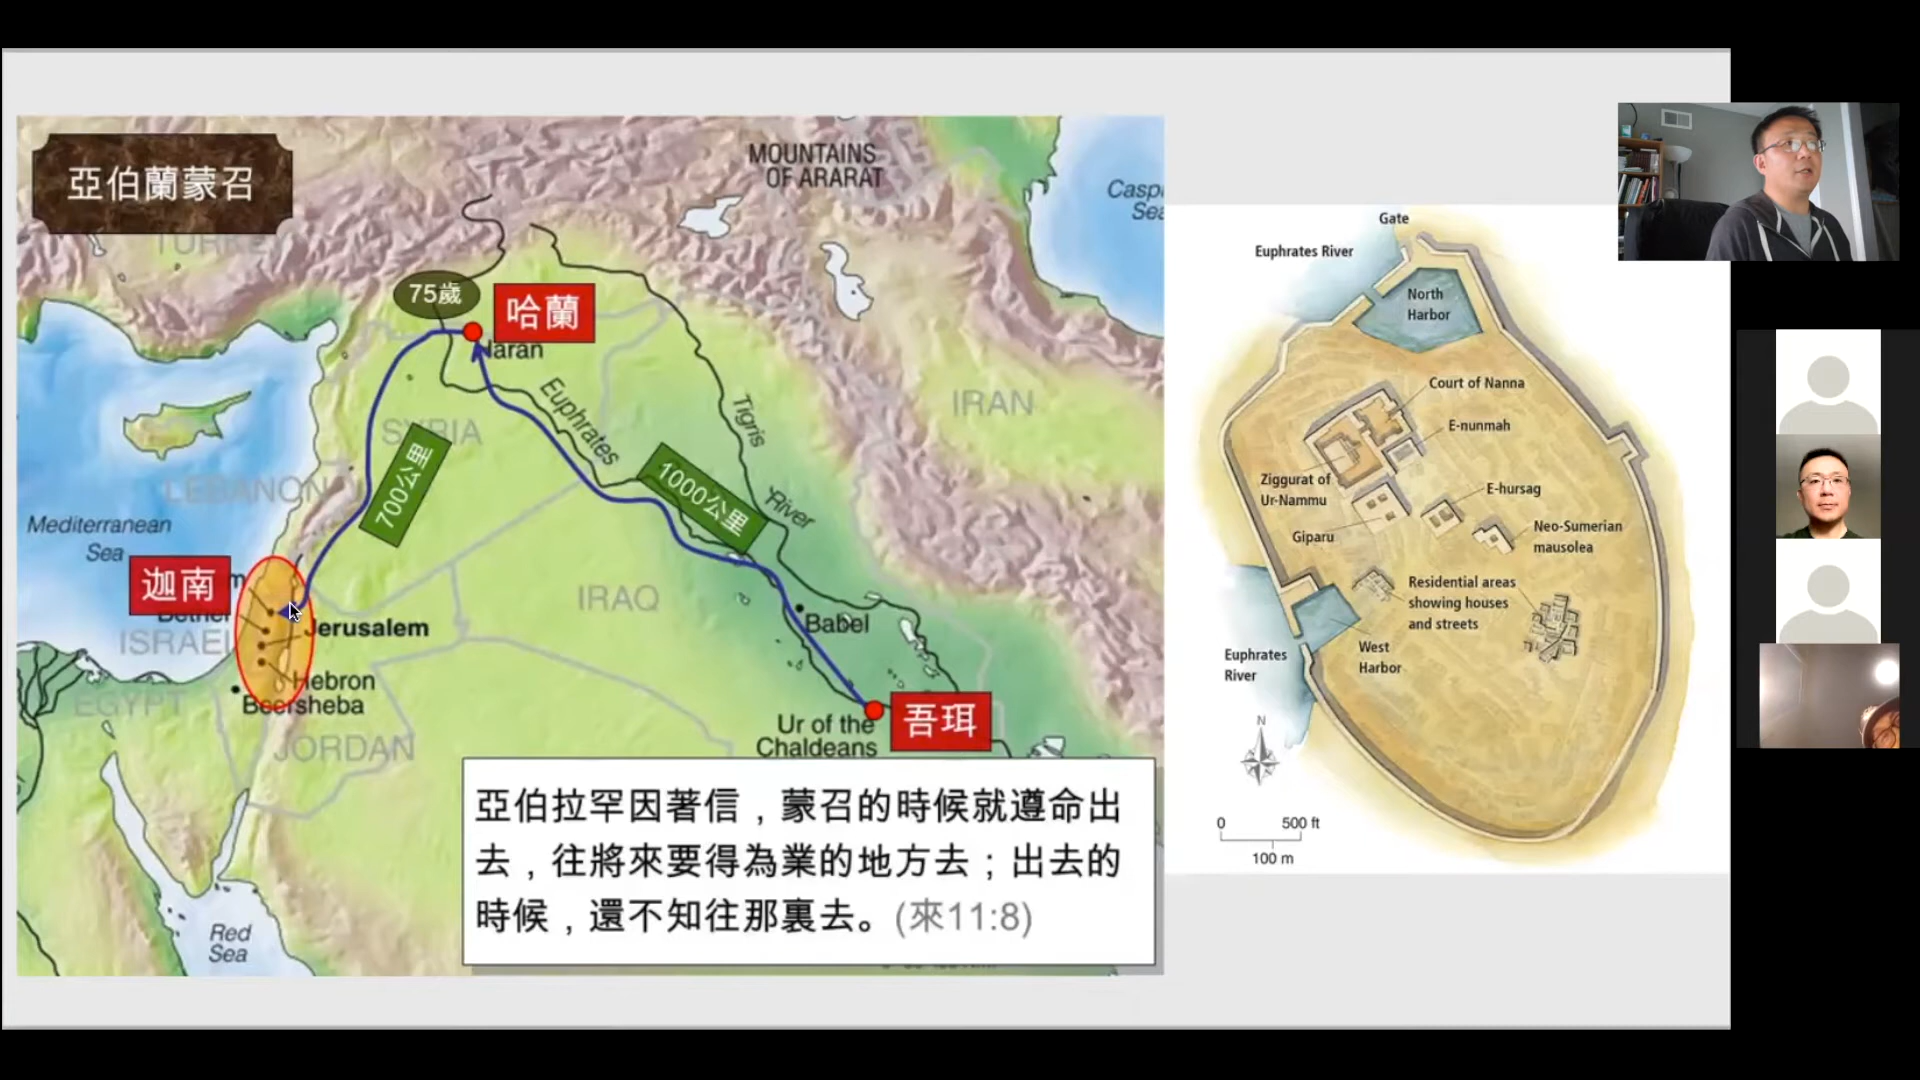 亞伯蘭蒙召
TURKEY
MOUNTAINS
OF ARARAT
75歲
哈蘭
Haran
Euphrates
Tigris
River
IRAN
SYRIA
700公里
1000公里
LEBANON
Mediterranean
Sea
迦南
ISRAEL
Jerusalem
Hebron
Beersheba
EGYPT
JORDAN
IRAQ
Babel
Ur of the
Chaldeans
吾珥
Red
Sea
亞伯拉罕因著信，蒙召的時候就遵命出
去，往將來要得為業的地方去；出去的
時候，還不知往那裏去。(來11:8)
Gate
Euphrates River
North
Harbor
Court of Nanna
E-nunmah
Ziggurat of
Ur-Nammu
E-hursag
Giparu
Neo-Sumerian
mausolea
Residential areas
showing houses
and streets
West
Harbor
Euphrates
River
N
0 500 ft
100 m